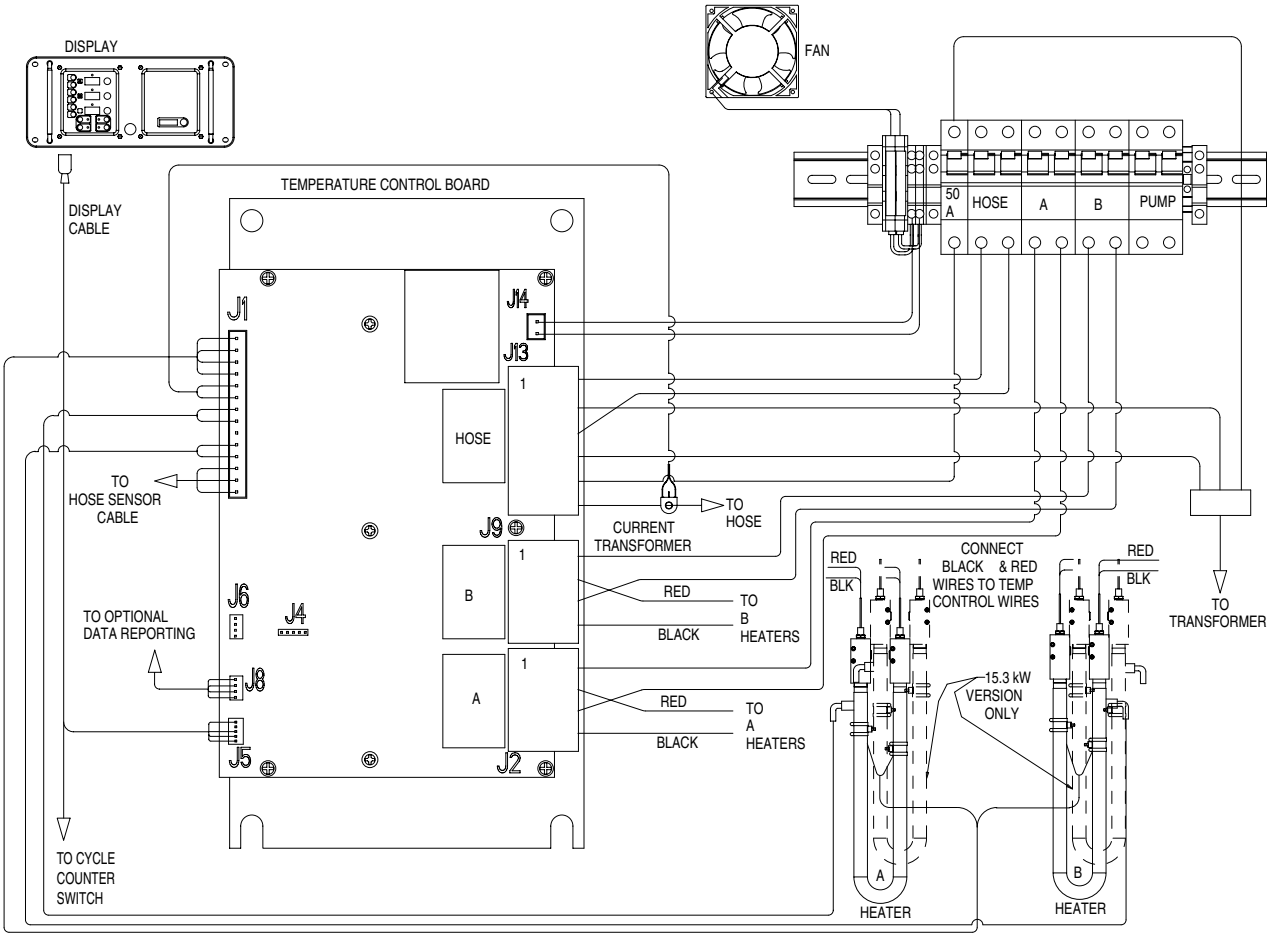 DISPLAY
FAN
DISPLAY
CABLE
TEMPERATURE CONTROL BOARD
50
A
HOSE
A
B
PUMP
J1
J14
J13
1
HOSE
TO
HOSE SENSOR
CABLE
TO
HOSE
CURRENT
TRANSFORMER
J9
1
B
RED
BLACK
TO
B
HEATERS
J6
J4
TO OPTIONAL
DATA REPORTING
J8
J5
1
A
RED
BLACK
TO
A
HEATERS
J2
RED
BLK
CONNECT
BLACK & RED
WIRES TO TEMP
CONTROL WIRES
RED
BLK
TO
TRANSFORMER
15.3 kW
VERSION
ONLY
TO CYCLE
COUNTER
SWITCH
A
HEATER
B
HEATER